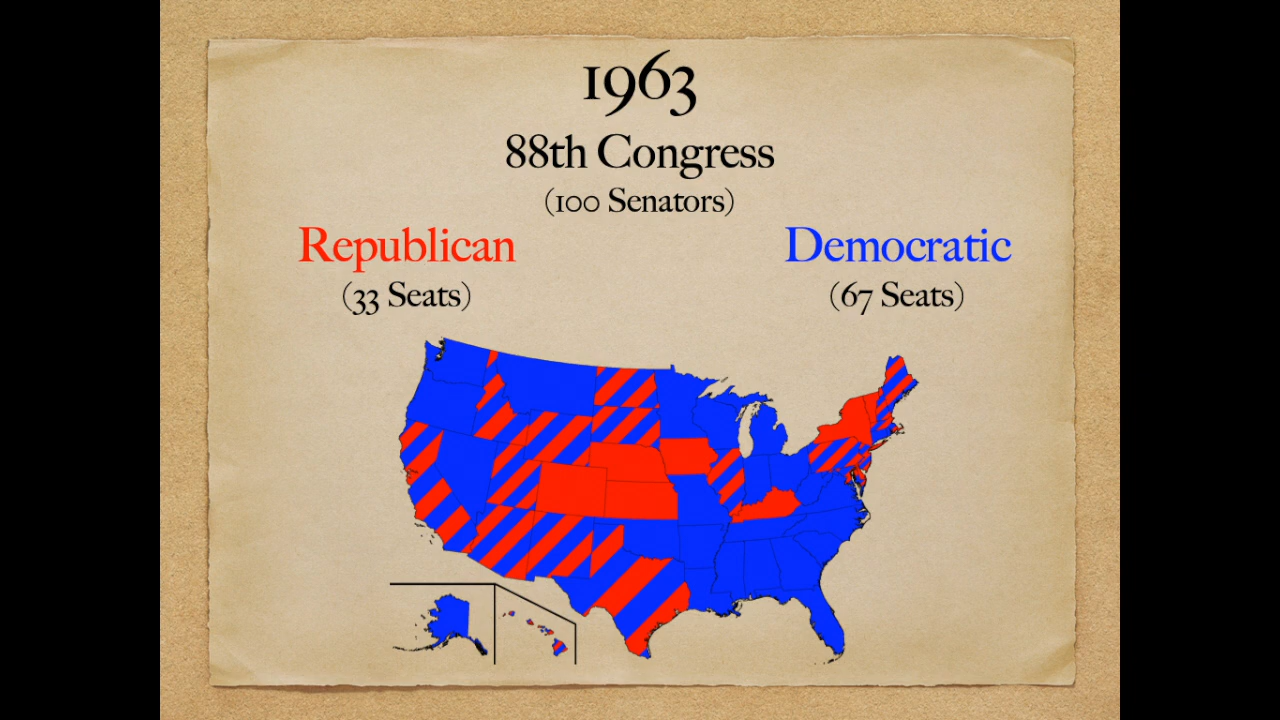 1963
88th Congress
(100 Senators)
Republican
(33 Seats)
Democratic
(67 Seats)